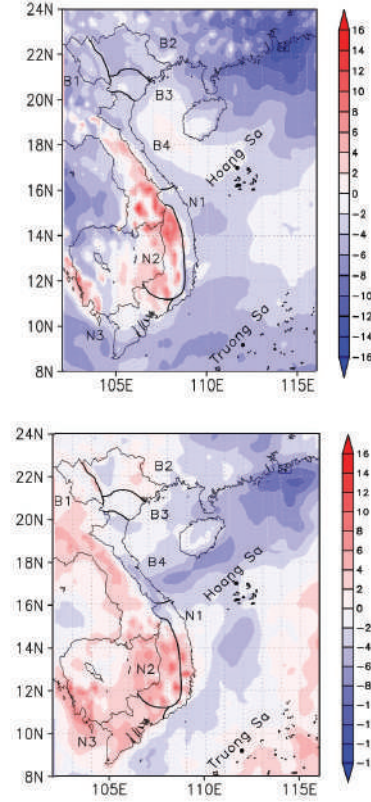 24N
22N
20N
18N
16N
14N
12N
10N
8N
105E
110E
115E
B1
B2
B3
B4
Hoang Sa
N1
N2
N3
Truong Sa
16
14
12
10
8
6
4
2
0
-2
-4
-6
-8
-10
-12
-14
-16
24N
22N
20N
18N
16N
14N
12N
10N
8N
105E
110E
115E
B1
B2
B3
B4
Hoang Sa
N1
N2
N3
Truong Sa
16
14
12
10
8
6
4
2
0
-2
-4
-6
-8
-1
-1
-1
-1